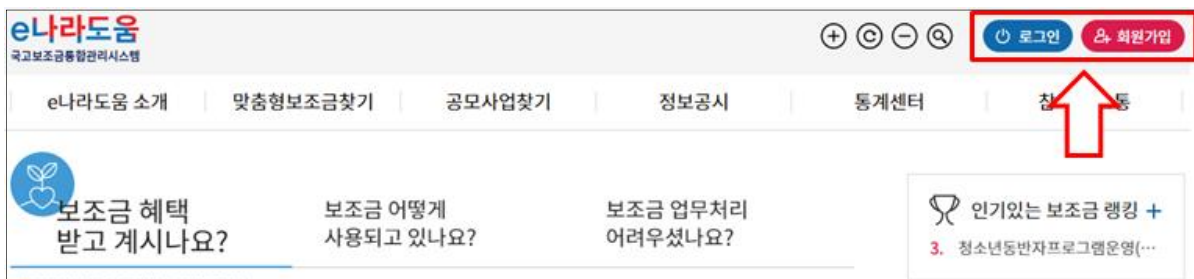 e나라도움
국고보조금통합관리시스템
로그인
회원가입
e나라도움 소개
맞춤형보조금찾기
공모사업찾기
정보공시
통계센터
보조금 혜택
받고 계시나요?
보조금 어떻게
사용되고 있나요?
보조금 업무처리
어려우셨나요?
인기있는 보조금 랭킹 +
3. 청소년동반자프로그램운영(…